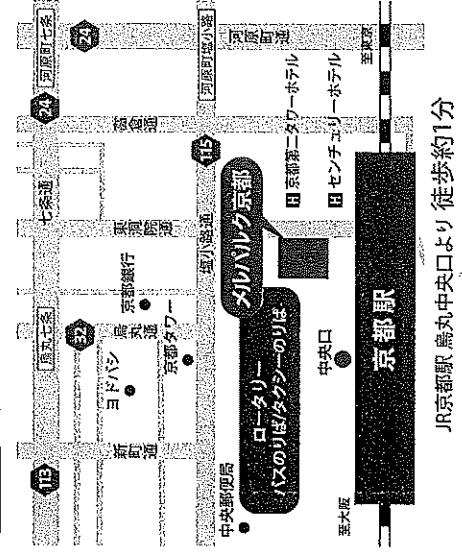 河原町七条
24
河原町通
24
河原町塩小路
高倉通
115
至東京
七条通
東洞院通
塩小路通
メルパルク京都
H 京都第二タワーホテル
H センチュリーホテル
烏丸七条
32
烏丸通
京都銀行
京都タワー
ヨドバシ
ロータリー
バスのりば/タクシーのりば
中央口
京都駅
113
新町通
中央郵便局
至大阪
JR京都駅 烏丸中央口より 徒歩約1分